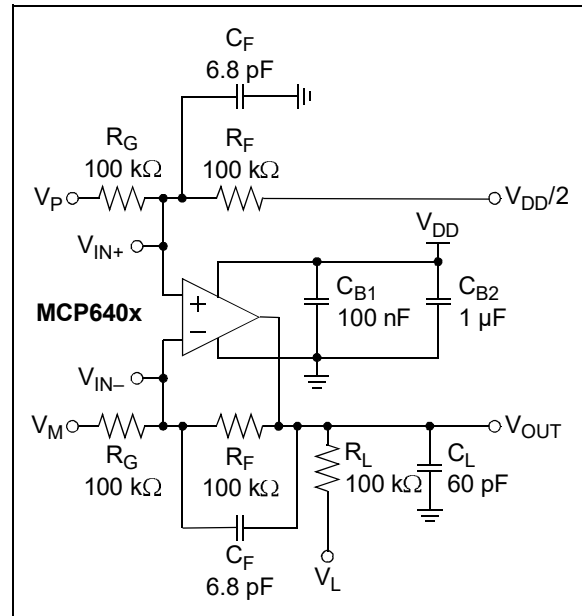 C_F
6.8 pF
R_G
R_F
100 kΩ
100 kΩ
V_P
V_DD/2
V_IN+
V_DD
MCP640x
C_B1
100 nF
C_B2
1 µF
V_IN–
V_M
V_OUT
R_G
R_F
R_L
C_L
100 kΩ
100 kΩ
100 kΩ
60 pF
C_F
6.8 pF
V_L